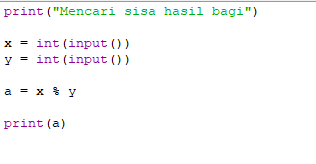 print("Mencari sisa hasil bagi")
x = int(input())
y = int(input())
a = x % y
print(a)